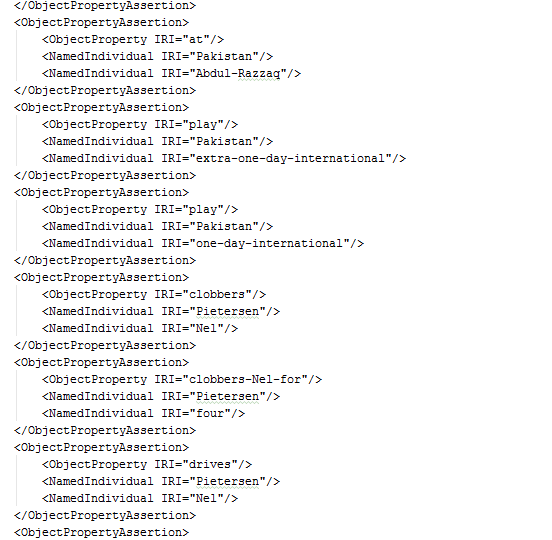 </ObjectPropertyAssertion>
<ObjectPropertyAssertion>
<ObjectProperty IRI="at"/>
<NamedIndividual IRI="Pakistan"/>
<NamedIndividual IRI="Abdul-Razzaq"/>
</ObjectPropertyAssertion>
<ObjectPropertyAssertion>
<ObjectProperty IRI="play"/>
<NamedIndividual IRI="Pakistan"/>
<NamedIndividual IRI="extra-one-day-international"/>
</ObjectPropertyAssertion>
<ObjectPropertyAssertion>
<ObjectProperty IRI="play"/>
<NamedIndividual IRI="Pakistan"/>
<NamedIndividual IRI="one-day-international"/>
</ObjectPropertyAssertion>
<ObjectPropertyAssertion>
<ObjectProperty IRI="clobbers"/>
<NamedIndividual IRI="Pietersen"/>
<NamedIndividual IRI="Nel"/>
</ObjectPropertyAssertion>
<ObjectPropertyAssertion>
<ObjectProperty IRI="clobbers-Nel-for"/>
<NamedIndividual IRI="Pietersen"/>
<NamedIndividual IRI="four"/>
</ObjectPropertyAssertion>
<ObjectPropertyAssertion>
<ObjectProperty IRI="drives"/>
<NamedIndividual IRI="Pietersen"/>
<NamedIndividual IRI="Nel"/>
</ObjectPropertyAssertion>
<ObjectPropertyAssertion>